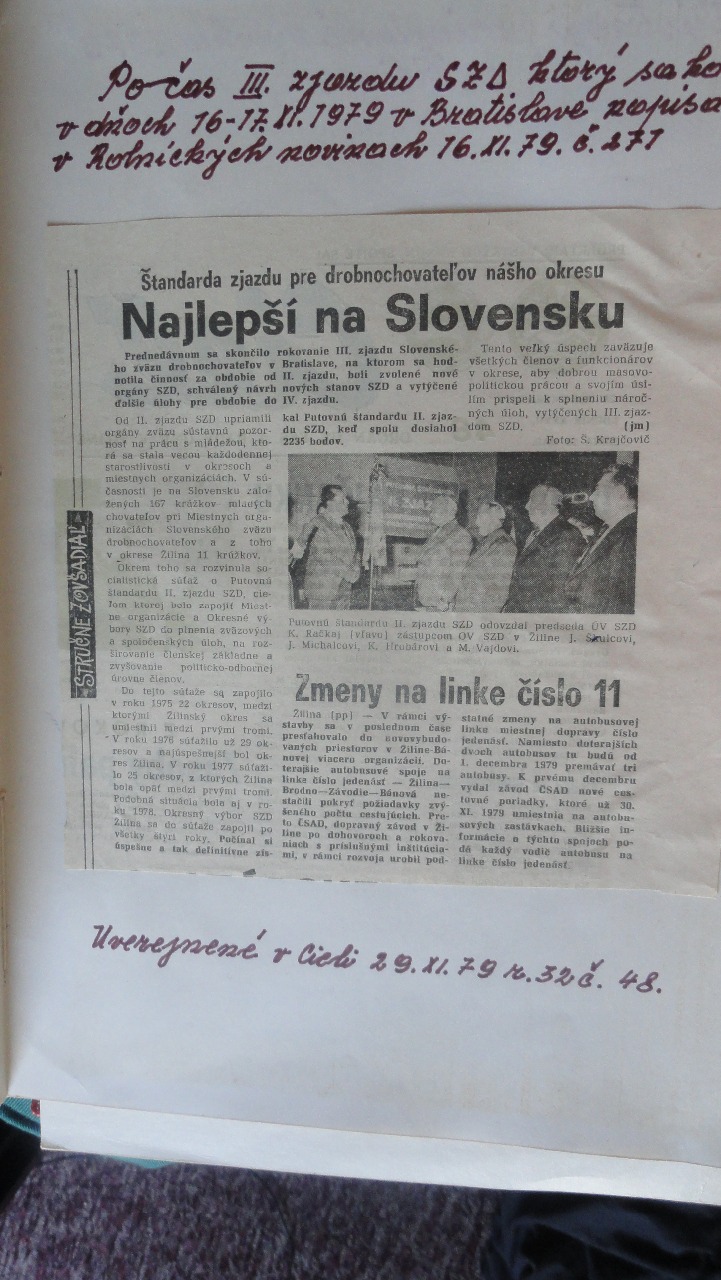 Počas III. zjazdu SZD ktorý sa ko
v dňoch 16-17.XI.1979 v Bratislave napísa
v Rolníckých novinách 16.XI.79. č. 271
Štandarda zjazdu pre drobnochovateľov nášho okresu
Najlepší na Slovensku
Prednedávnom sa skončilo rokovanie III. zjazdu Slovenské-
ho zväzu drobnochovateľov v Bratislave, na ktorom sa hod-
notila činnosť za obdobie od II. zjazdu, boli zvolené nové
orgány SZD, schválený návrh nových stanov SZD a vytýčené
ďalšie úlohy pre obdobie do IV. zjazdu.
Od II. zjazdu SZD upriamili
orgány zväzu sústavnú pozor-
nosť na prácu s mládežou, kto-
rá sa stala vecou každodennej
starostlivosti v okresoch a
miestnych organizáciách. V sú-
časnosti je na Slovensku zalo-
žených 167 krúžkov mladých
chovateľov pri Miestnych orga-
nizáciách Slovenského zväzu
drobnochovateľov a z toho
v okrese Žilina 11 krúžkov.
Okrem toho sa rozvinula so-
cialistická súťaž o Putovnú
štandardu II. zjazdu SZD, cie-
ľom ktorej bolo zapojiť Miest-
ne organizácie a Okresné vý-
bory SZD do plnenia zväzových
a spoločenských úloh, na roz-
širovanie členskej základne a
zvyšovanie politicko-odbornej
úrovne členov.
Do tejto súťaže sa zapojilo
v roku 1975 22 okresov, medzi
ktorými Žilinský okres sa
umiestnil medzi prvými tromi.
V roku 1976 súťažilo už 29 ok-
resov a najúspešnejší bol ok-
res Žilina. V roku 1977 súťaži-
lo 25 okresov, z ktorých Žilina
bola opäť medzi prvými tromi.
Podobná situácia bola aj v ro-
ku 1978. Okresný výbor SZD
Žilina sa do súťaže zapojil po
všetky štyri roky. Počínal si
úspešne a tak definitívne zís-
kal Putovnú štandardu II. zjaz-
du SZD, keď spolu dosiahol
2235 bodov.
Tento veľký úspech zaväzuje
všetkých členov a funkcionárov
v okrese, aby dobrou masovo-
politickou prácou a svojím úsi-
lím prispeli k splneniu nároč-
ných úloh, vytýčených III. zjaz-
dom SZD. (jm)
Foto: S. Krajčovič
STRUČNE ZOVŠADIAĽ
Putovnú štandardu II. zjazdu SZD odovzdal predseda ÚV SZD
K. Račkaj (vľavo) zástupcom OV SZD v Žiline J.
J. Michalcovi, K. Hrobárovi a M. Vajdovi.
Zmeny na linke číslo 11
Žilina (pp) — V rámci vý-
stavby sa v poslednom čase
presťahovalo do novovybudo-
vaných priestorov v Žiline-Bá-
novej viacero organizácií. Do-
terajšie autobusové spoje na
linke číslo jedenásť — Žilina—
Brodno—Závodie—Bánová ne-
stačili pokryť požiadavky zvý-
šeného počtu cestujúcich. Pre-
to ČSAD, dopravný závod v Ži-
line po dohovoroch a rokova-
niach s príslušnými inštitúcia-
mi, v rámci rozvoja urobil pod-
statné zmeny na autobusovej
linke miestnej dopravy číslo
jedenásť. Namiesto doterajších
dvoch autobusov tu budú od
1. decembra 1979 premávať tri
autobusy. K prvému decembru
vydal závod ČSAD nové ces-
tovné poriadky, ktoré už 30.
XI. 1979 umiestnia na autobu-
sových zastávkach. Bližšie in-
formácie o týchto spojoch po-
dá každý vodič autobusu na
linke číslo jedenásť.
Uverejnené v Cieli 29.XI.79 r.32 č. 48.